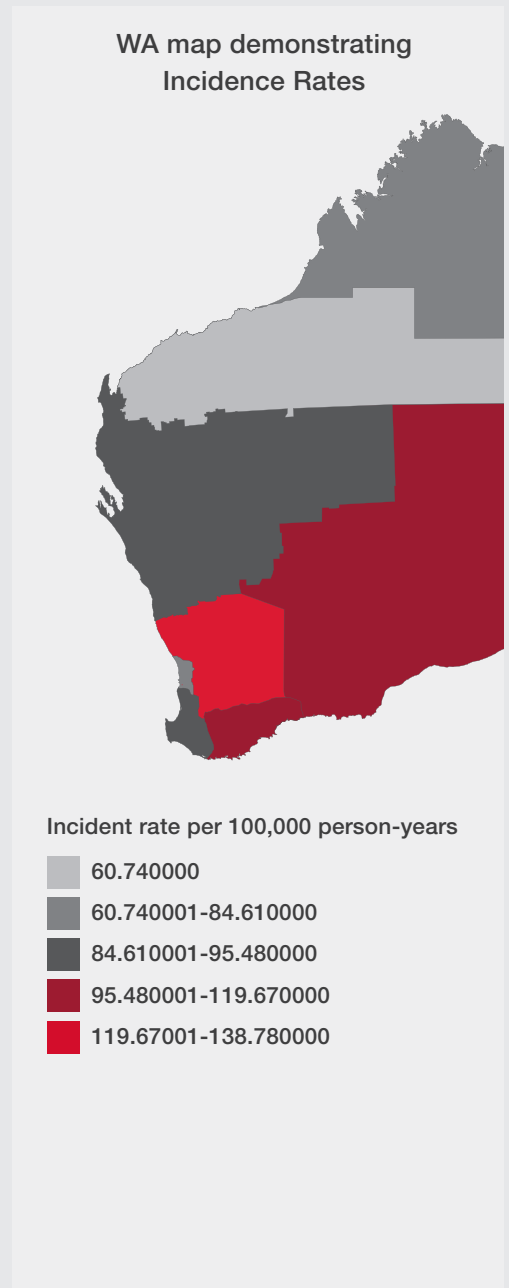 WA map demonstrating
Incidence Rates
Incident rate per 100,000 person-years
60.740000
60.740001-84.610000
84.610001-95.480000
95.480001-119.670000
119.67001-138.780000